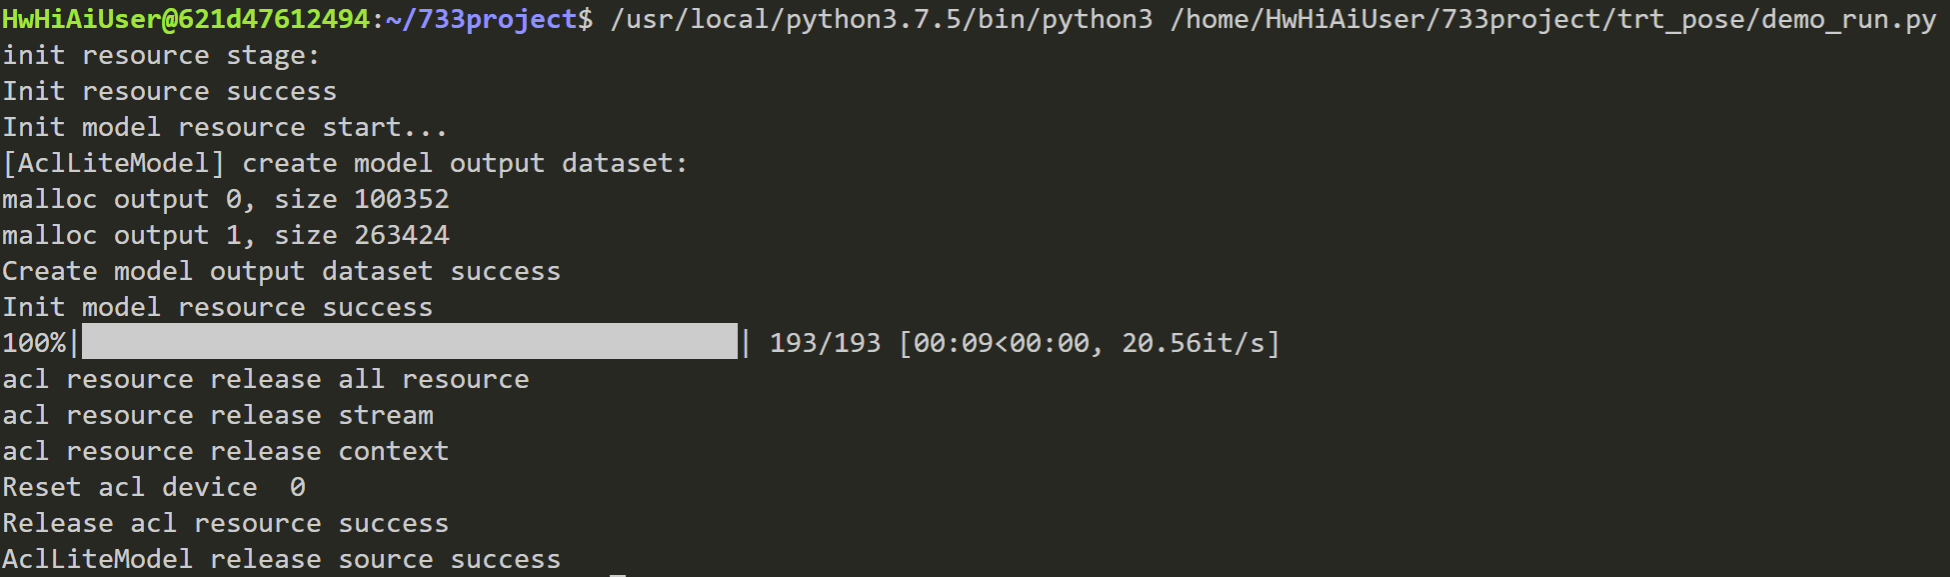 HwHiAiUser@621d47612494:~/733project$ /usr/local/python3.7.5/bin/python3 /home/HwHiAiUser/733project/trt_pose/demo_run.py
init resource stage:
Init resource success
Init model resource start...
[AclLiteModel] create model output dataset:
malloc output 0, size 100352
malloc output 1, size 263424
Create model output dataset success
Init model resource success
100%|██████████| 193/193 [00:09<00:00, 20.56it/s]
acl resource release all resource
acl resource release stream
acl resource release context
Reset acl device  0
Release acl resource success
AclLiteModel release source success